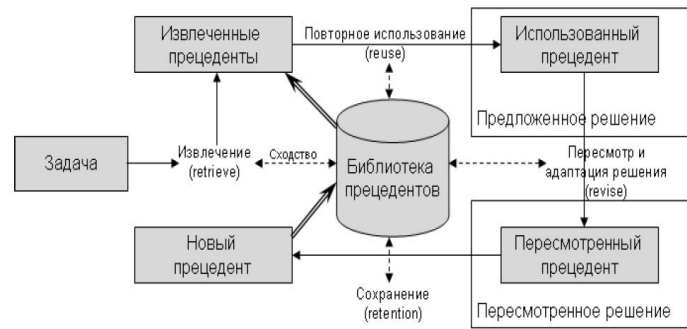 Извлеченные
прецеденты
Повторное использование
(reuse)
Использованный
прецедент
Предложенное решение
Задача
Извлечение
(retrieve)
Сходство
Библиотека
прецедентов
Пересмотр и
адаптация решения
(revise)
Новый
прецедент
Сохранение
(retention)
Пересмотренный
прецедент
Пересмотренное решение